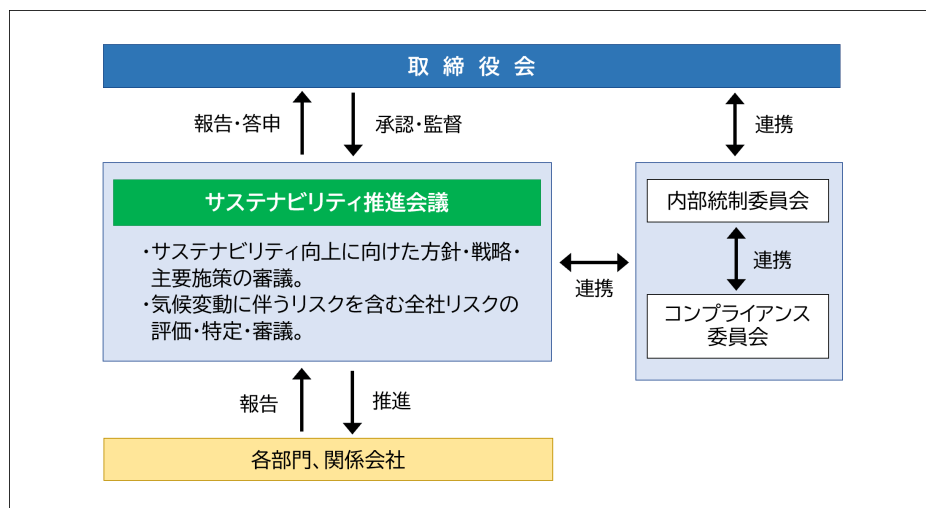 取締役会
報告・答申
承認・監督
連携
サステナビリティ推進会議
・サステナビリティ向上に向けた方針・戦略・
主要施策の審議。
・気候変動に伴うリスクを含む全社リスクの
評価・特定・審議。
連携
内部統制委員会
連携
コンプライアンス
委員会
報告
推進
各部門、関係会社